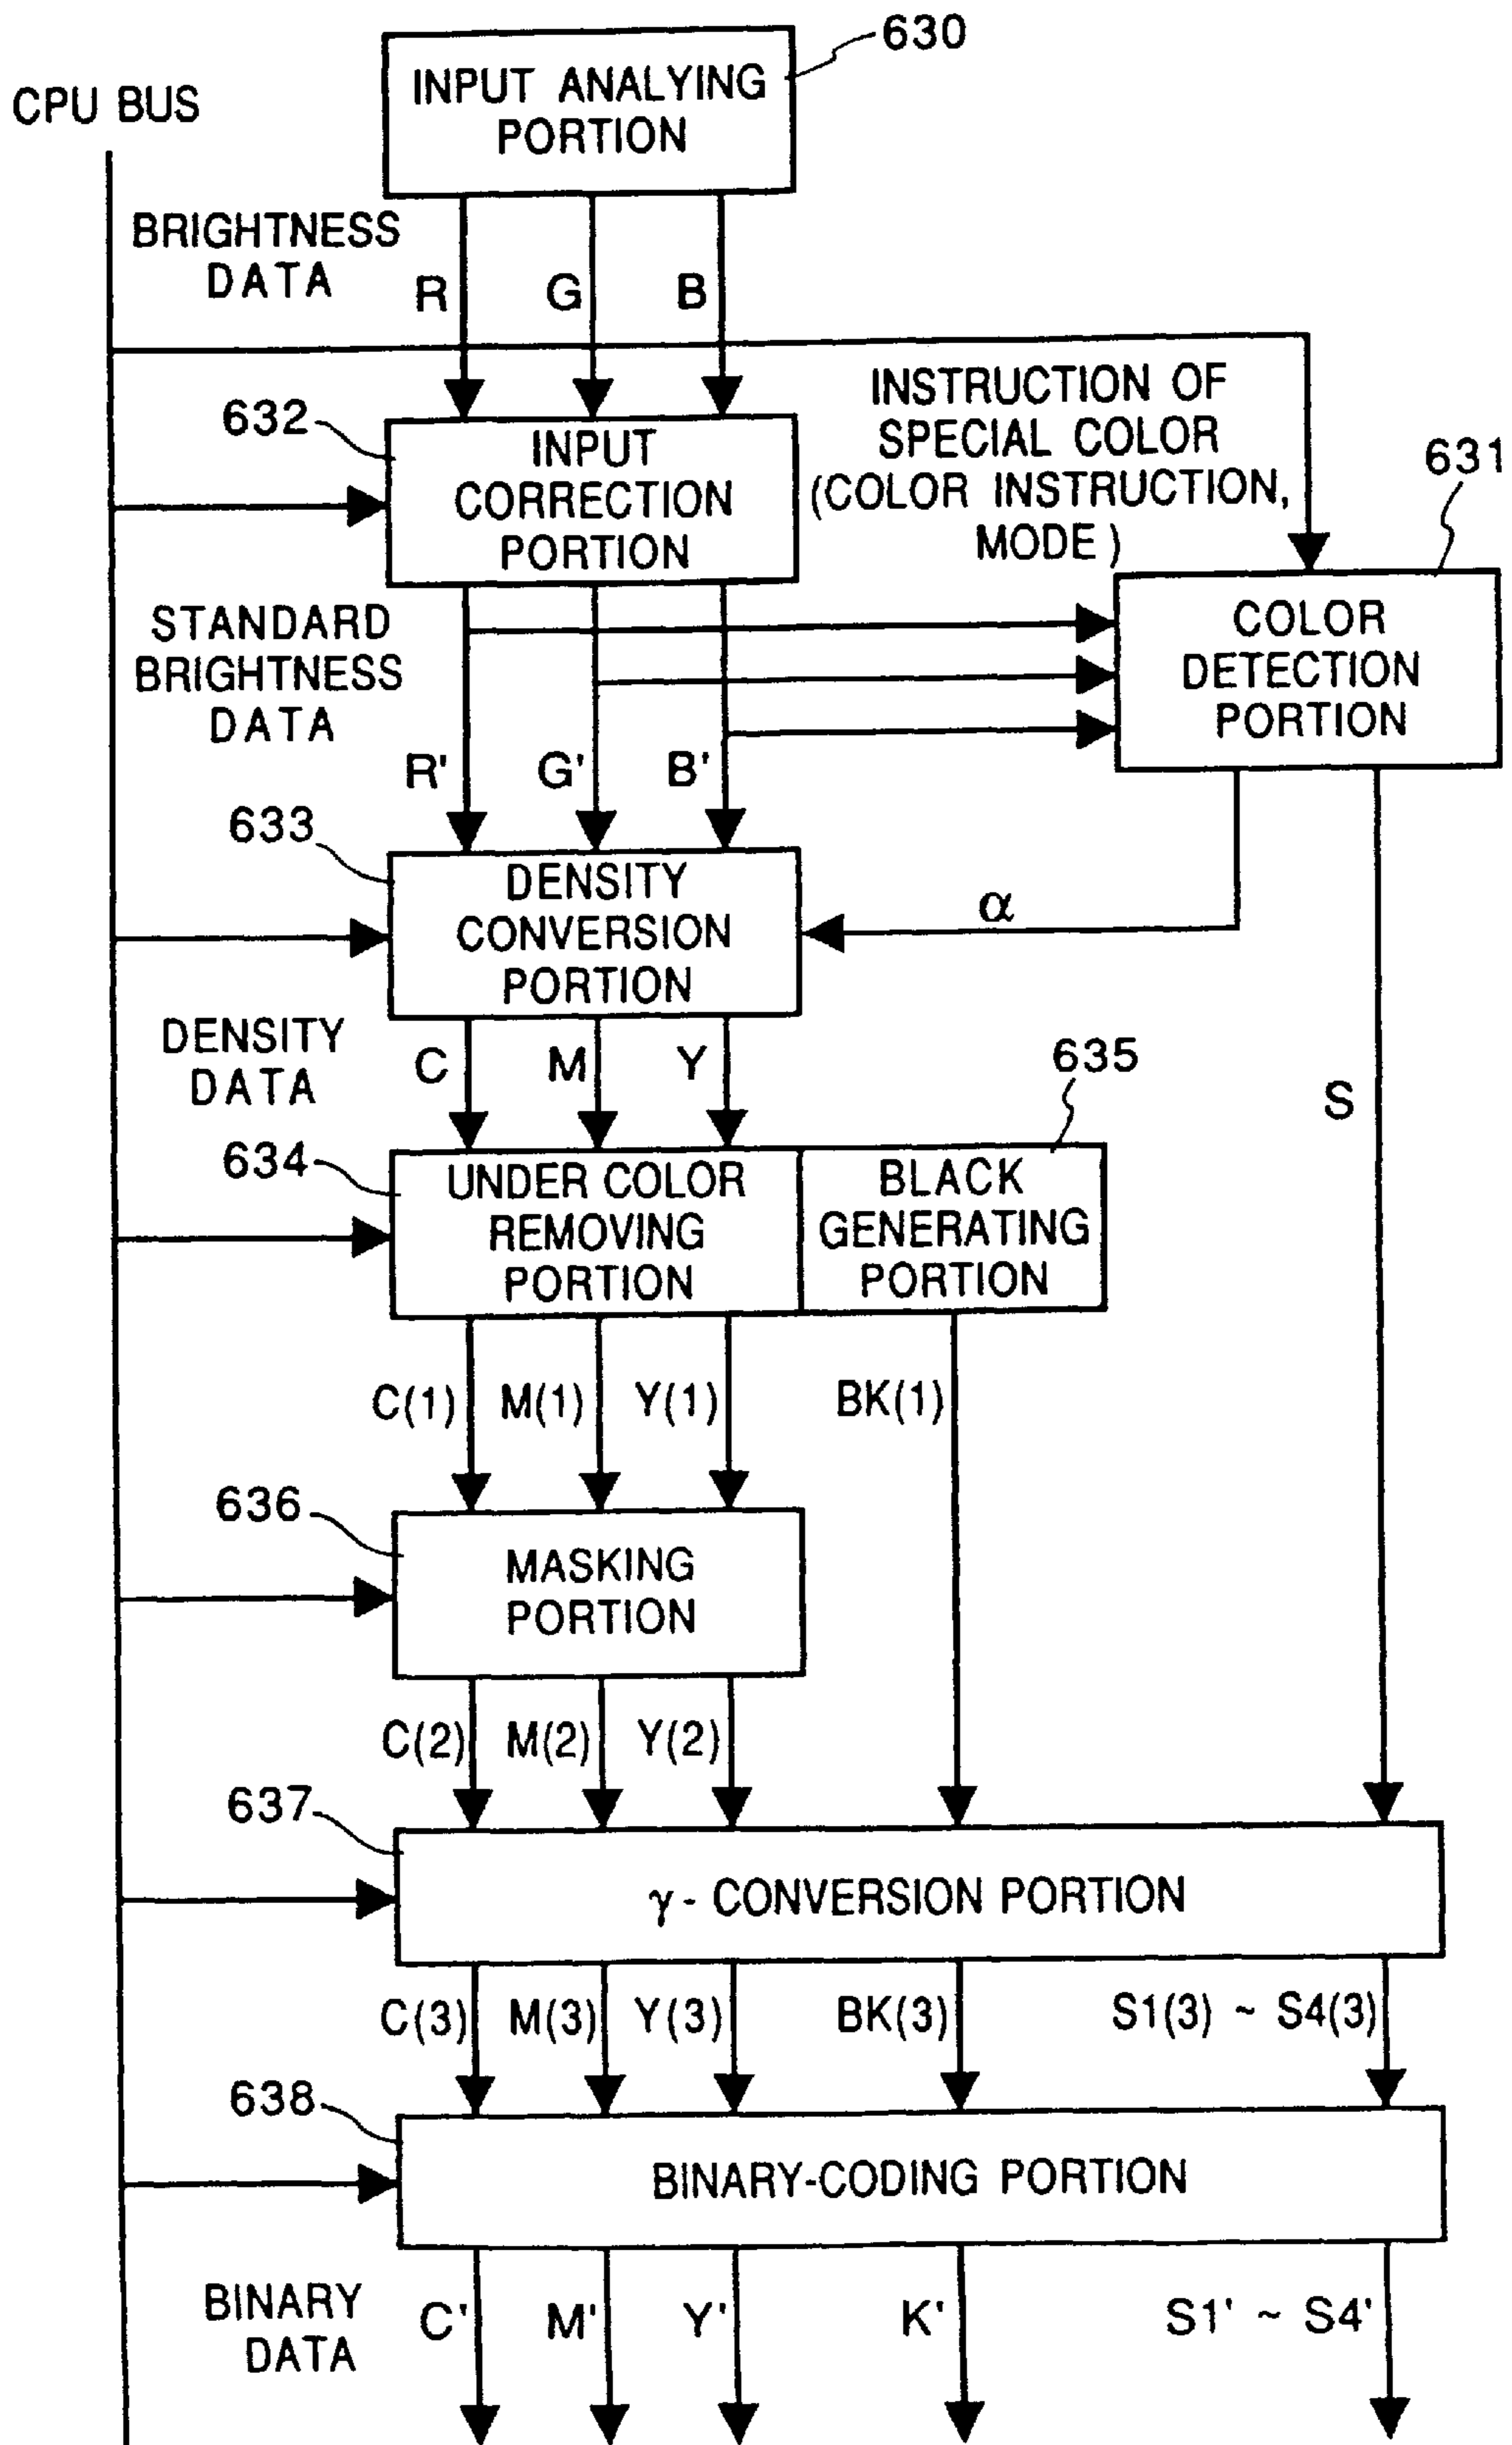 630
INPUT ANALYING
PORTION
CPU BUS
BRIGHTNESS
DATA
R
G
B
632
INPUT
CORRECTION
PORTION
INSTRUCTION OF
SPECIAL COLOR
(COLOR INSTRUCTION,
MODE)
631
COLOR
DETECTION
PORTION
STANDARD
BRIGHTNESS
DATA
R'
G'
B'
633
DENSITY
CONVERSION
PORTION
α
DENSITY
DATA
C
M
Y
635
S
634
UNDER COLOR
REMOVING
PORTION
BLACK
GENERATING
PORTION
C(1)
M(1)
Y(1)
BK(1)
636
MASKING
PORTION
C(2)
M(2)
Y(2)
637
γ- CONVERSION PORTION
C(3)
M(3)
Y(3)
BK(3)
S1(3) ~ S4(3)
638
BINARY-CODING PORTION
BINARY
DATA
C'
M'
Y'
K'
S1' ~ S4'